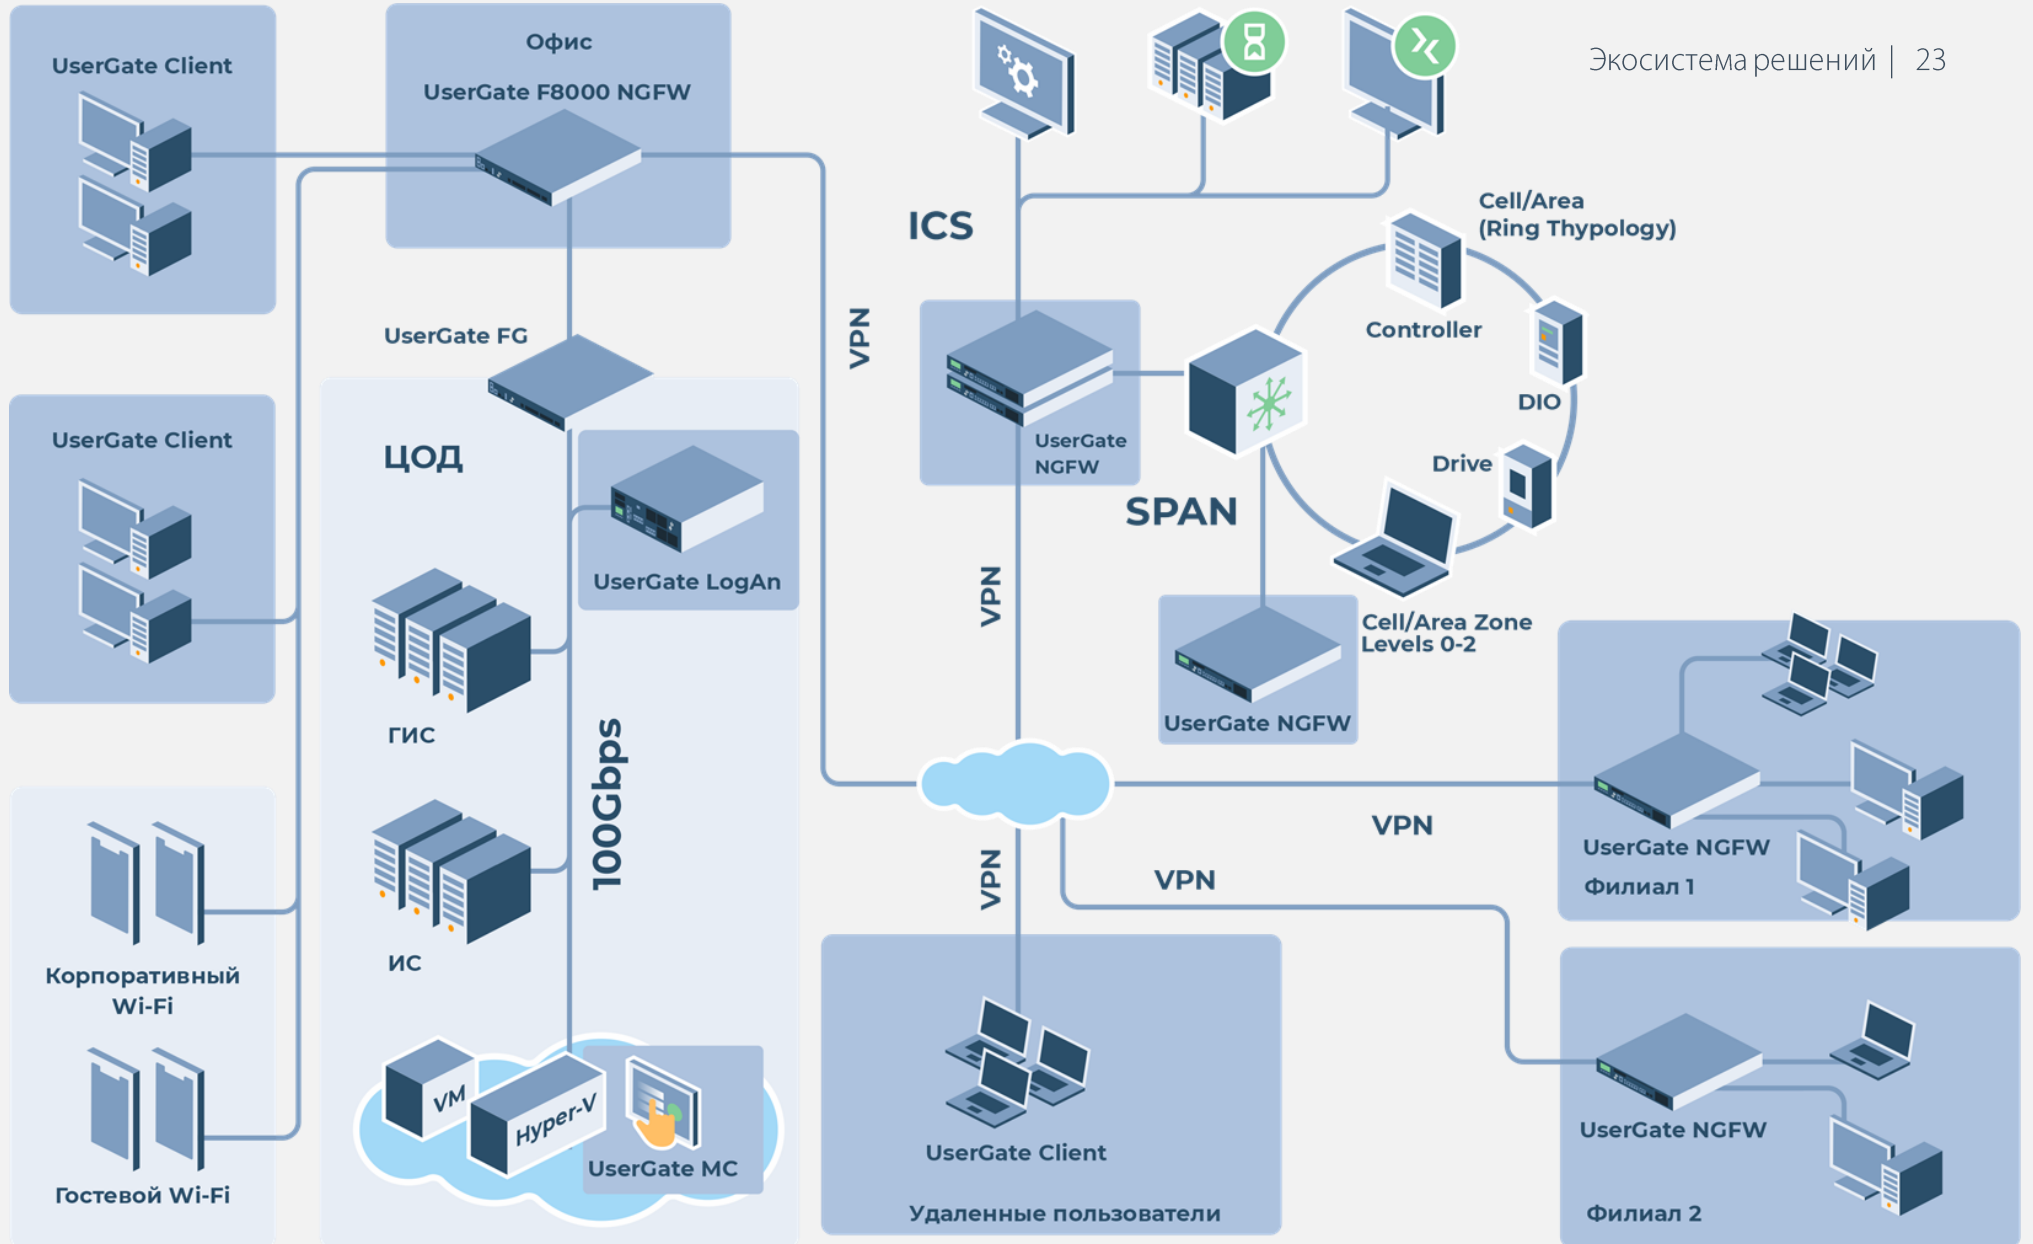 Экосистема решений | 23
UserGate Client
Офис
UserGate F8000 NGFW
UserGate FG
ЦОД
UserGate LogAn
UserGate Client
ГИС
100Gbps
ИС
Корпоративный
Wi-Fi
Гостевой Wi-Fi
VM
Hyper-V
UserGate MC
VPN
ICS
UserGate
NGFW
SPAN
Cell/Area
(Ring Thypology)
Controller
DIO
Drive
Cell/Area Zone
Levels 0-2
UserGate NGFW
VPN
VPN
VPN
VPN
UserGate NGFW
Филиал 1
UserGate Client
Удаленные пользователи
UserGate NGFW
Филиал 2